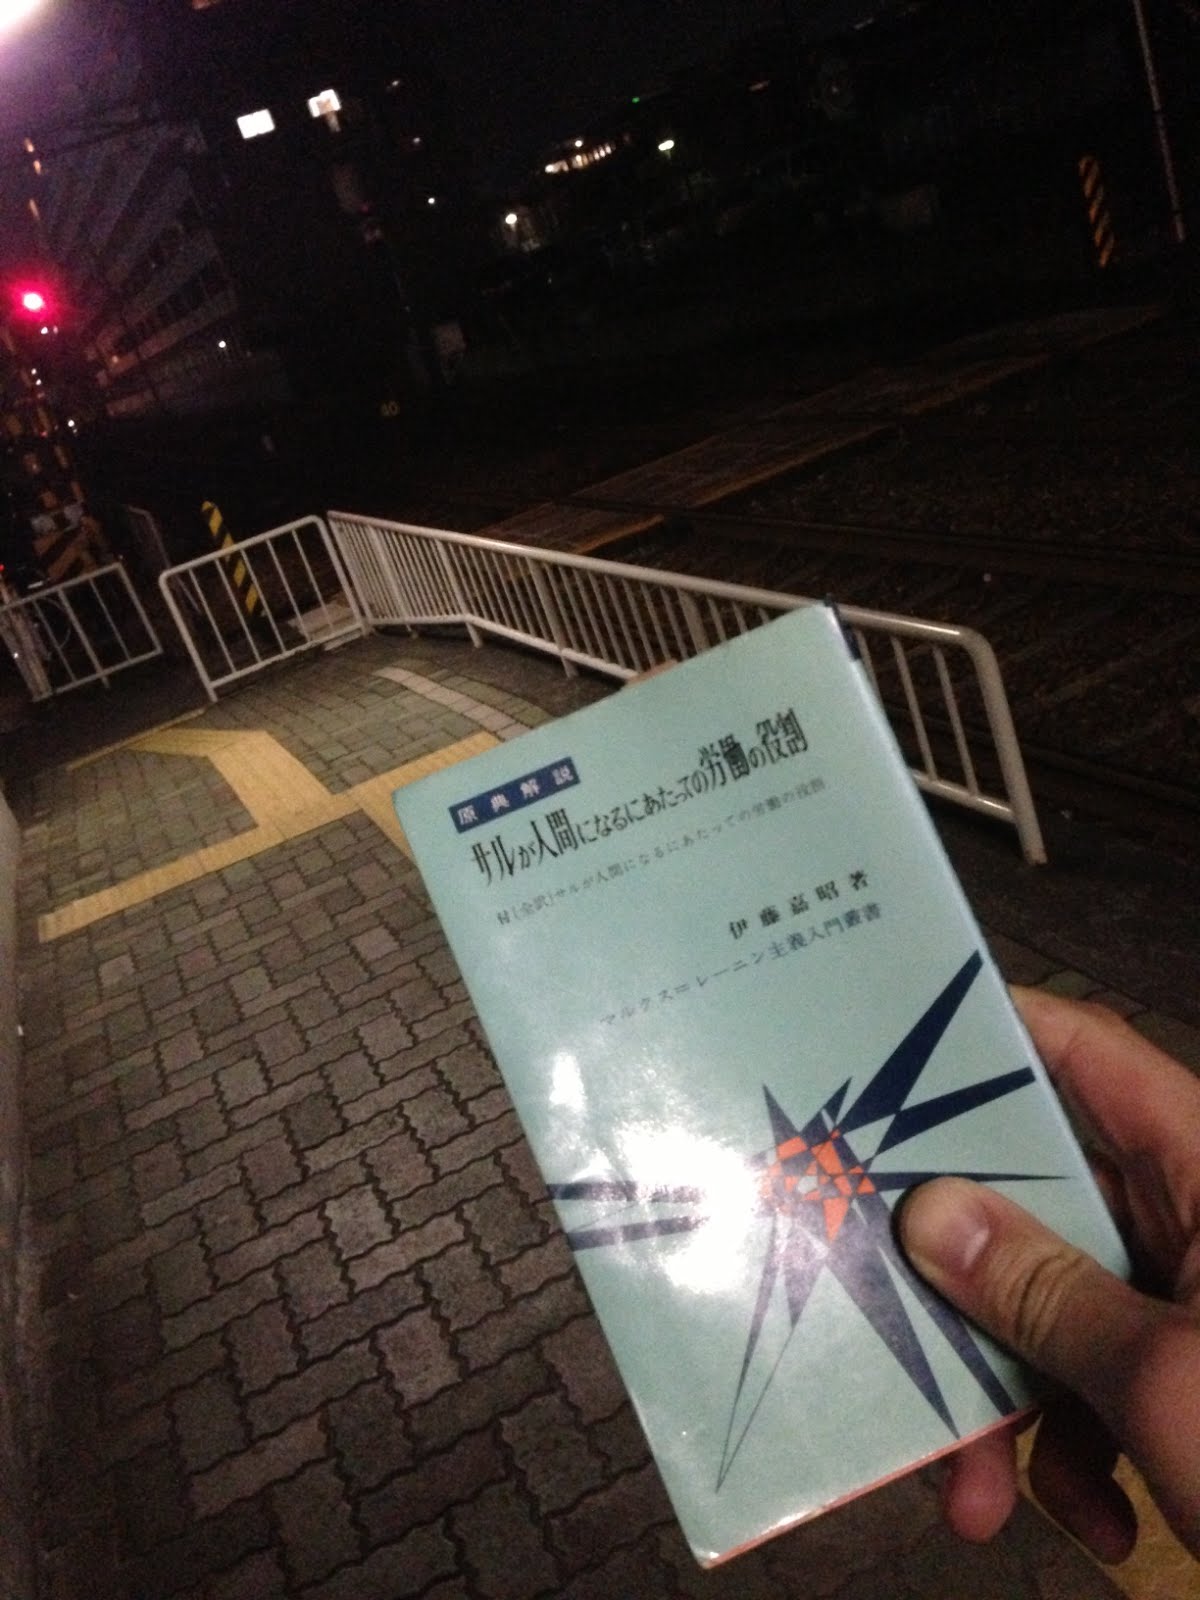 原典解説
サルが人間になるにあたっての労働の役割
付〔全訳〕サルが人間になるにあたっての労働の役割
伊藤嘉昭著
マルクス=レーニン主義入門叢書
40